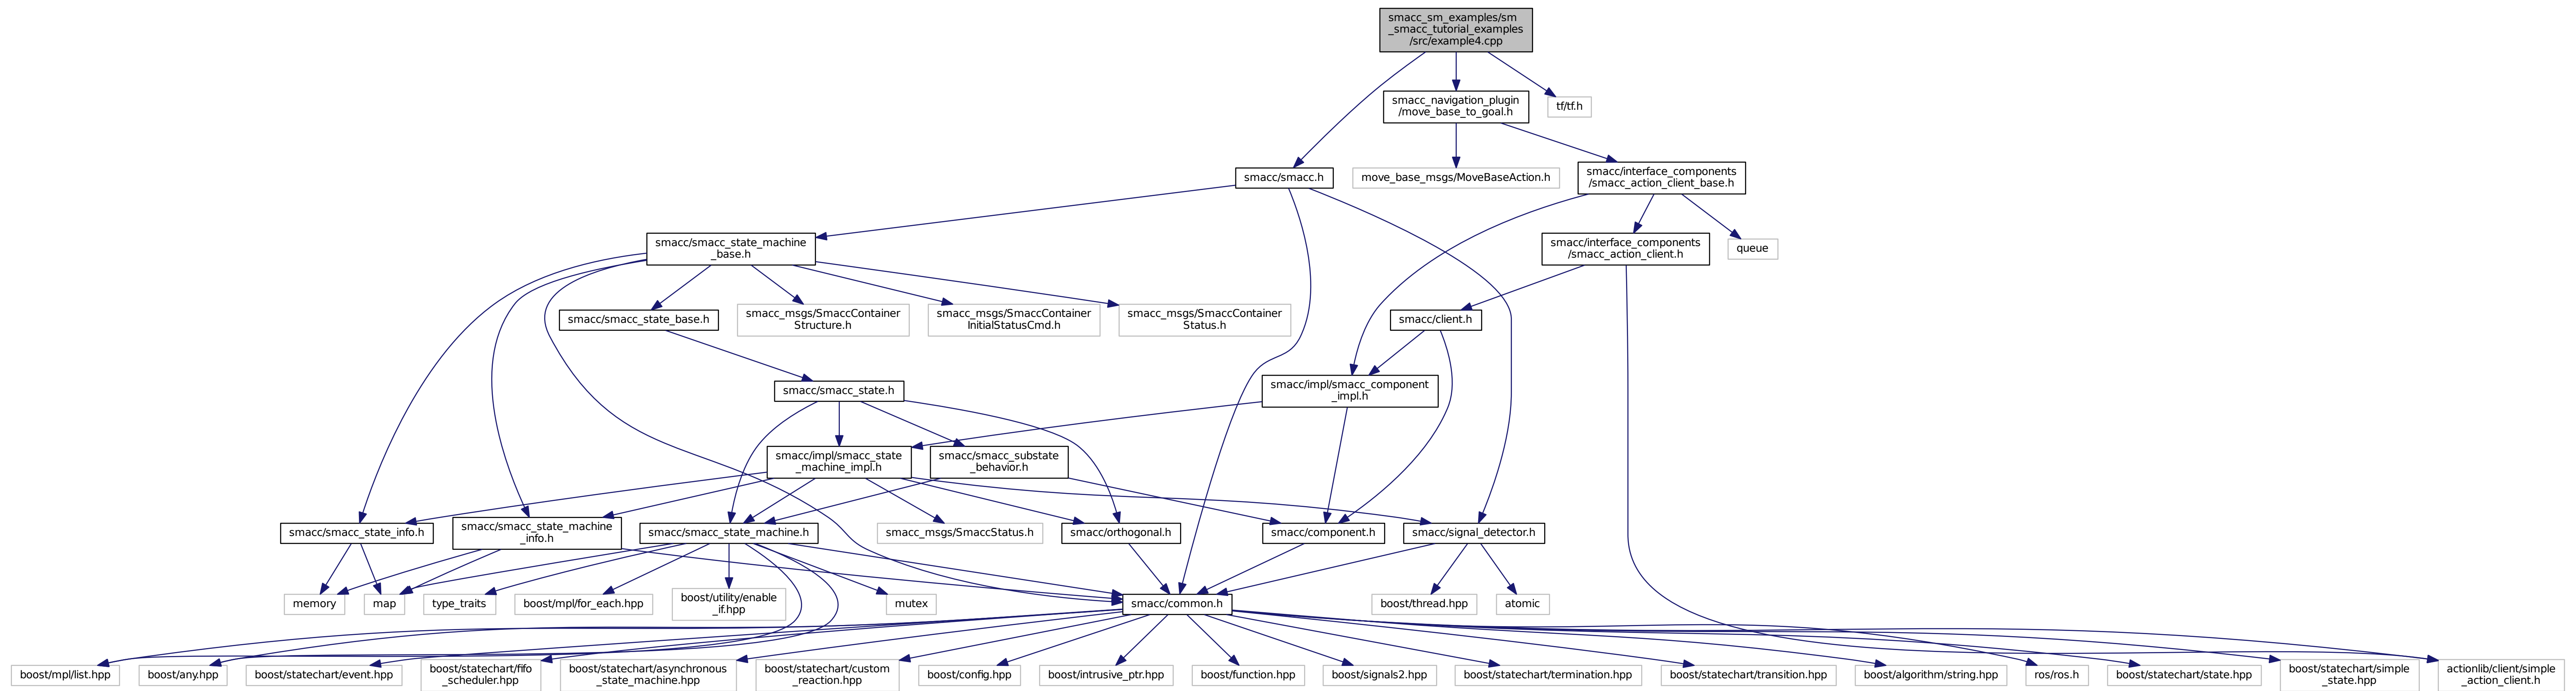 smacc_sm_examples/sm
_smacc_tutorial_examples
/src/example4.cpp
smacc_navigation_plugin
/move_base_to_goal.h
tf/tf.h
smacc/smacc.h
move_base_msgs/MoveBaseAction.h
smacc/interface_components
/smacc_action_client_base.h
smacc/smacc_state_machine
_base.h
smacc/interface_components
/smacc_action_client.h
queue
smacc/smacc_state_base.h
smacc_msgs/SmaccContainer
Structure.h
smacc_msgs/SmaccContainer
InitialStatusCmd.h
smacc_msgs/SmaccContainer
Status.h
smacc/client.h
smacc/smacc_state.h
smacc/impl/smacc_component
_impl.h
smacc/impl/smacc_state
_machine_impl.h
smacc/smacc_substate
_behavior.h
smacc/smacc_state_info.h
smacc/smacc_state_machine
_info.h
smacc/smacc_state_machine.h
smacc_msgs/SmaccStatus.h
smacc/orthogonal.h
smacc/component.h
smacc/signal_detector.h
memory
map
type_traits
boost/mpl/for_each.hpp
boost/utility/enable
_if.hpp
mutex
smacc/common.h
boost/thread.hpp
atomic
boost/mpl/list.hpp
boost/any.hpp
boost/statechart/event.hpp
boost/statechart/fifo
_scheduler.hpp
boost/statechart/asynchronous
_state_machine.hpp
boost/statechart/custom
_reaction.hpp
boost/config.hpp
boost/intrusive_ptr.hpp
boost/function.hpp
boost/signals2.hpp
boost/statechart/termination.hpp
boost/statechart/transition.hpp
boost/algorithm/string.hpp
ros/ros.h
boost/statechart/state.hpp
boost/statechart/simple
_state.hpp
actionlib/client/simple
_action_client.h